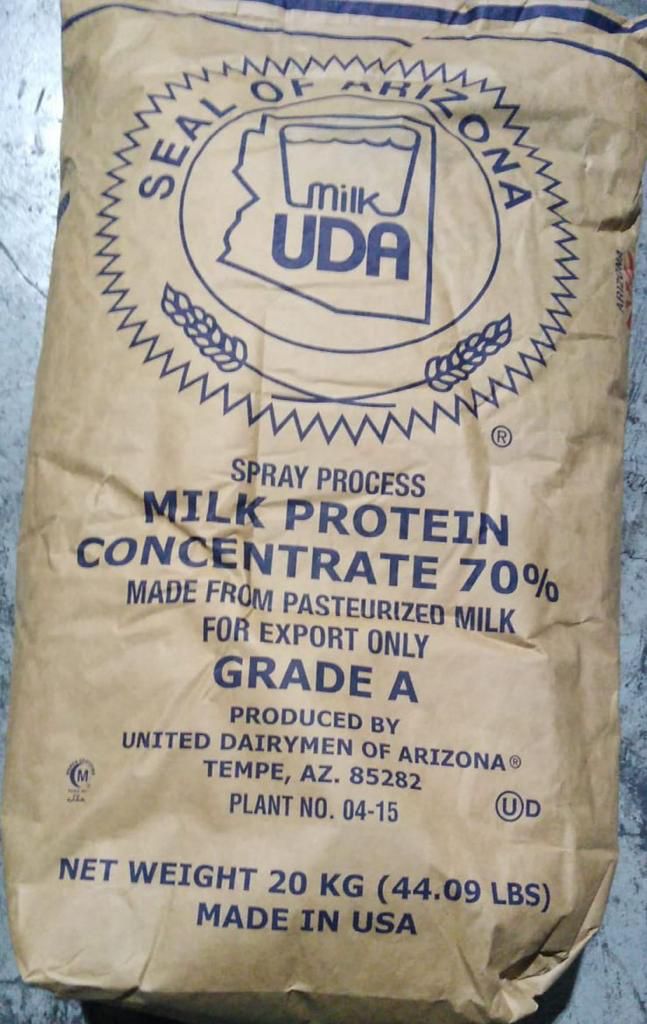 SEAL OF ARIZONA
milk
UDA
ARIZONA
®
SPRAY PROCESS
MILK PROTEIN
CONCENTRATE 70%
MADE FROM PASTEURIZED MILK
FOR EXPORT ONLY
GRADE A
PRODUCED BY
UNITED DAIRYMEN OF ARIZONA®
TEMPE, AZ. 85282
PLANT NO. 04-15
M
UD
NET WEIGHT 20 KG (44.09 LBS)
MADE IN USA